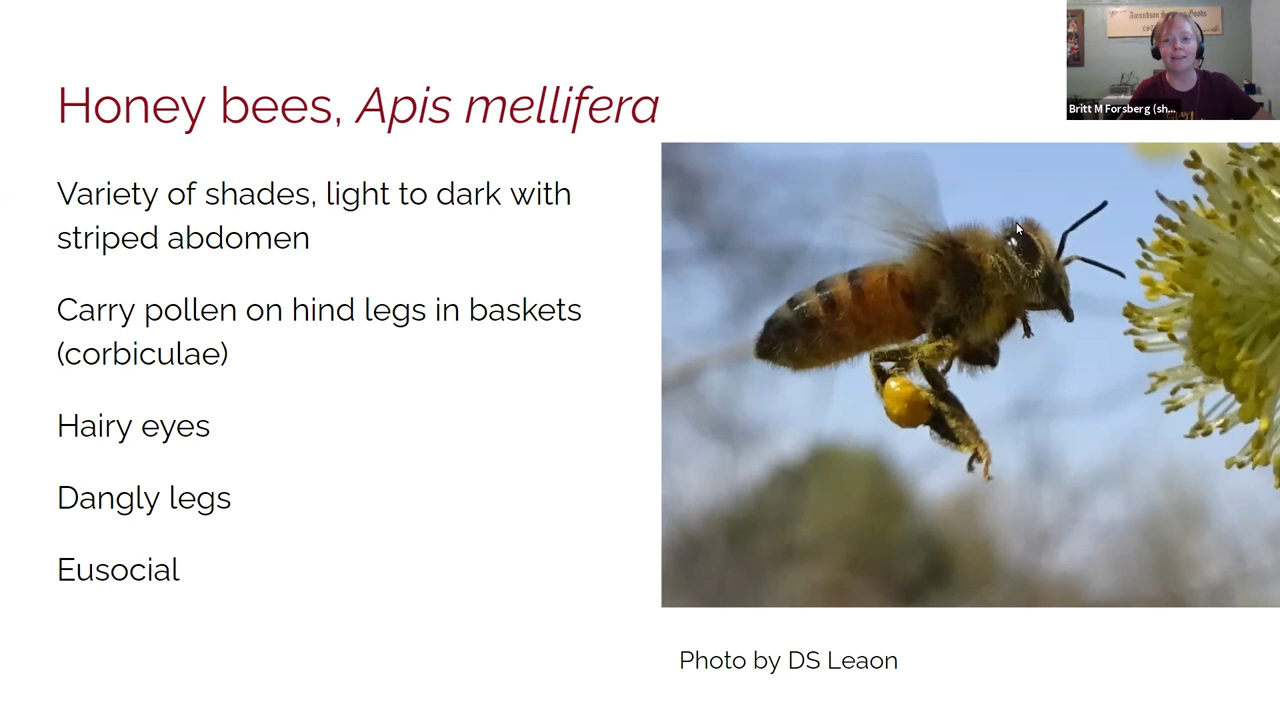 Honey bees, Apis mellifera
Variety of shades, light to dark with
striped abdomen
Carry pollen on hind legs in baskets
(corbiculae)
Hairy eyes
Dangly legs
Eusocial
Photo by DS Leaon
Britt M Forsberg (sh...